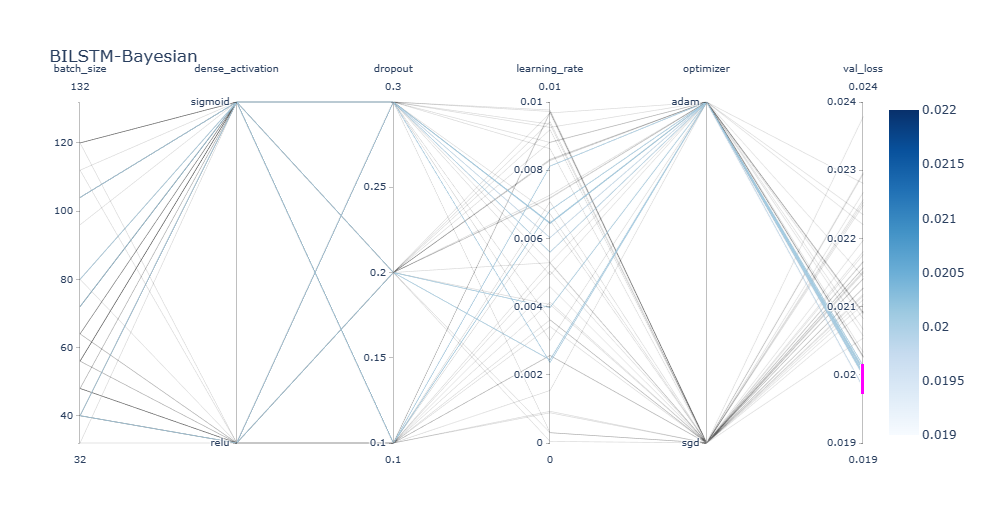 BILSTM-Bayesian
batch_size dense_activation dropout learning_rate optimizer val_loss
132 0.3 0.01 0.024
sigmoid 0.01 adam 0.024 0.022
120
0.023 0.0215
0.008
0.25
100 0.021
0.006 0.022
80 0.2 0.0205
0.004 0.021
0.02
60
0.15
0.002 0.02
0.0195
40
relu 0.1 0 sgd 0.019 0.019
32 0.1 0 0.019